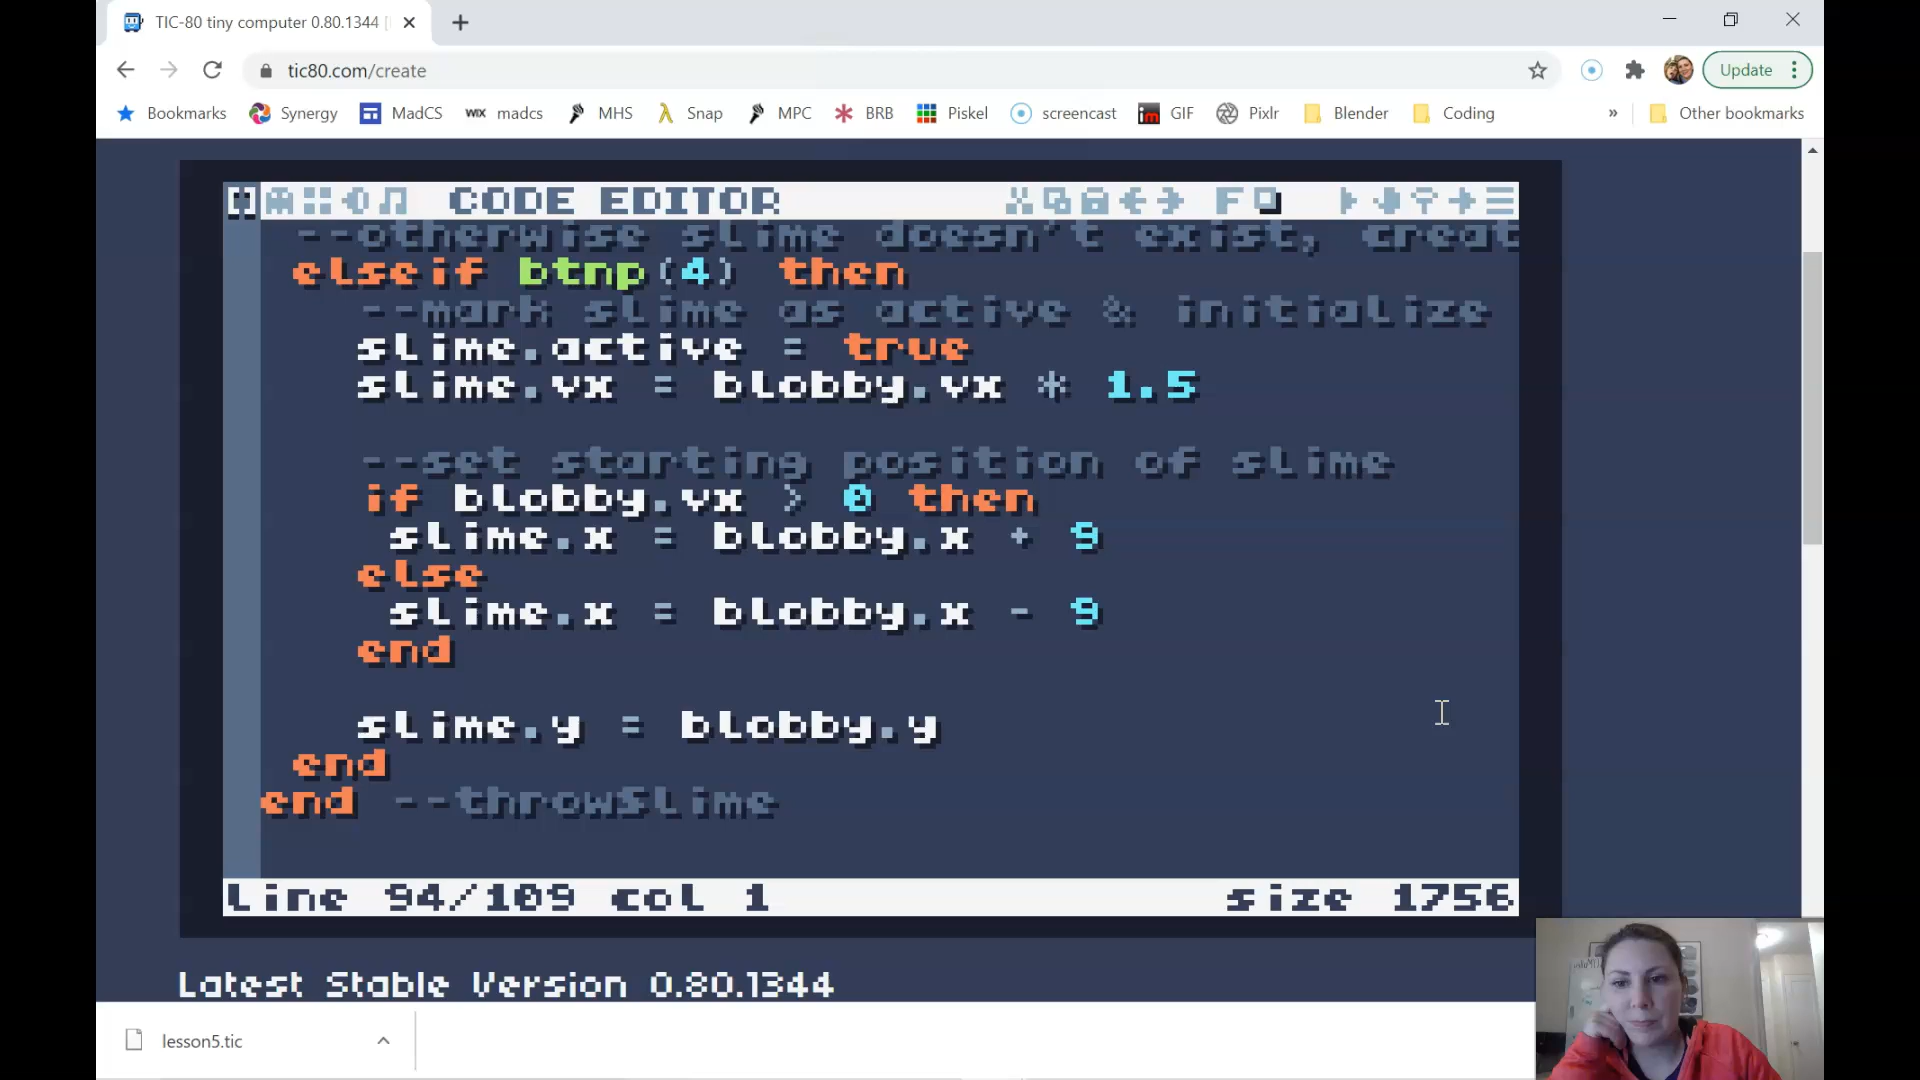 TIC-80 tiny computer 0.80.1344
tic80.com/create
Update
Bookmarks Synergy MadCS wix madcs MHS Snap MPC BRB Piskel screencast im GIF Pixlr Blender Coding » Other bookmarks
CODE EDITOR F
--otherwise slime doesn't exist, creat
elseif btnp(4) then
--mark slime as active & initialize
slime.active = true
slime.vx = blobby.vx * 1.5
--set starting position of slime
if blobby.vx > 0 then
slime.x = blobby.x + 9
else
slime.x = blobby.x - 9
end
slime.y = blobby.y
end
end --throwSlime
line 94/109 col 1 size 1756
Latest Stable Version 0.80.1344
lesson5.tic